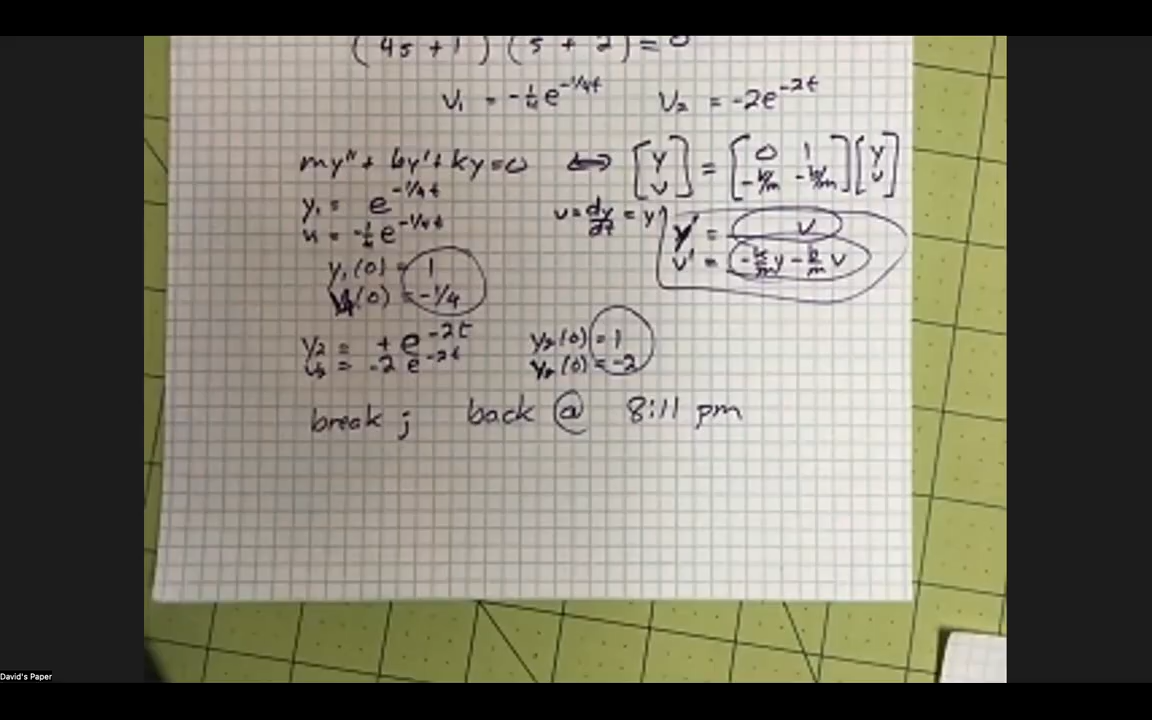 (4s + 1) (s + 2) = 0
v₁ = -¼e^(-1/4t) v₂ = -2e^(-2t)
my'' + by' + ky = 0 ⟺ [y v] = [0 1 -k/m -b/m] [y v]
y₁ = e^(-1/4t)
v = dy/dt = y'
y' = v
v₁ = -¼e^(-1/4t)
v' = -k/m y - b/m v
y₁(0) = 1
v₁(0) = -1/4
y₂ = + e^(-2t) y₂(0) = 1
v₂ = -2 e^(-2t) v₂(0) = -2
break ; back @ 8:11 pm
David's Paper